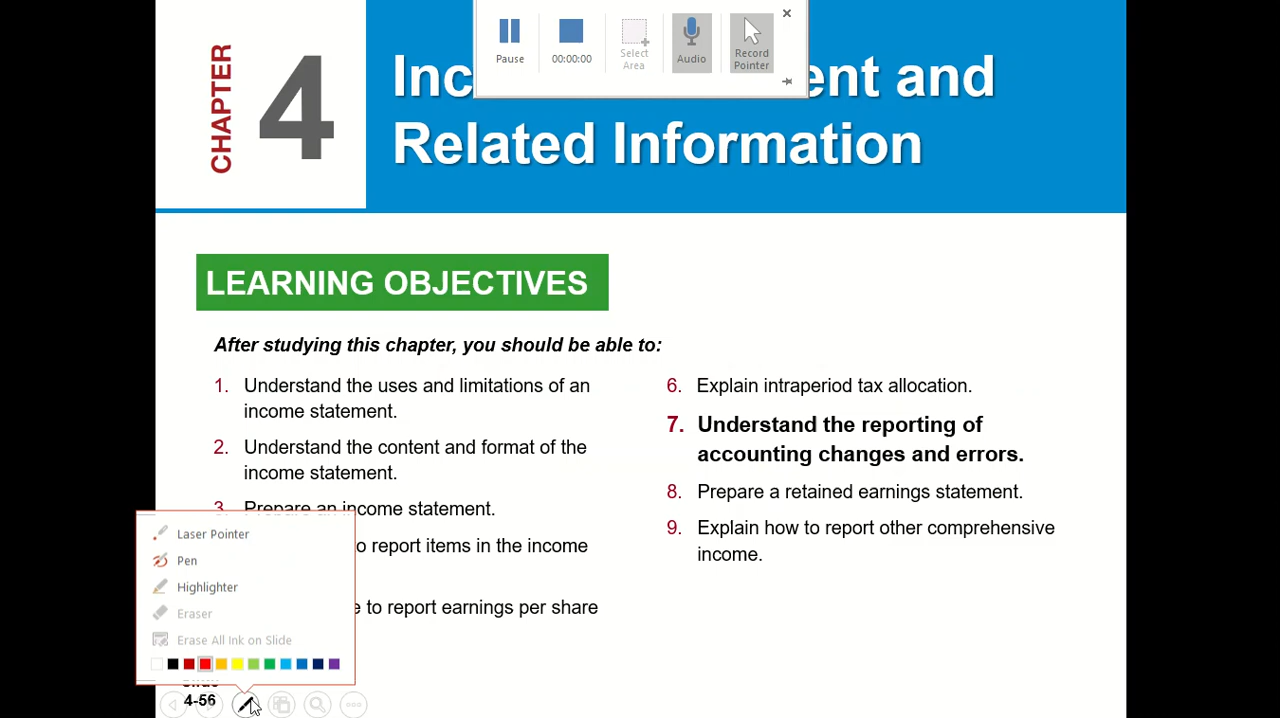 CHAPTER
4
Inc ent and
Related Information
Pause
00:00:00
Select
Area
Audio
Record
Pointer
LEARNING OBJECTIVES
After studying this chapter, you should be able to:
1. Understand the uses and limitations of an
income statement.
2. Understand the content and format of the
income statement.
3. Prepare an income statement.
to report items in the income
e to report earnings per share
6. Explain intraperiod tax allocation.
7. Understand the reporting of
accounting changes and errors.
8. Prepare a retained earnings statement.
9. Explain how to report other comprehensive
income.
Laser Pointer
Pen
Highlighter
Eraser
Erase All Ink on Slide
Slide
4-56